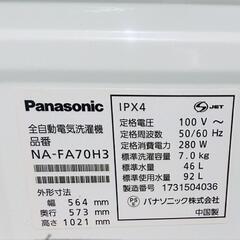 Panasonic
全自動電気洗濯機
品番
NA-FA70H3
外形寸法
幅 564 mm
奥行 573 mm
高さ 1021 mm
IPX4
JET
定格電圧 100 V~
定格周波数 50/60 Hz
定格消費電力 280 W
標準洗濯容量 7.0 kg
標準水量 46 L
標準使用水量 92 L
製造番号 1731504036
PS E パナソニック株式会社
中国製